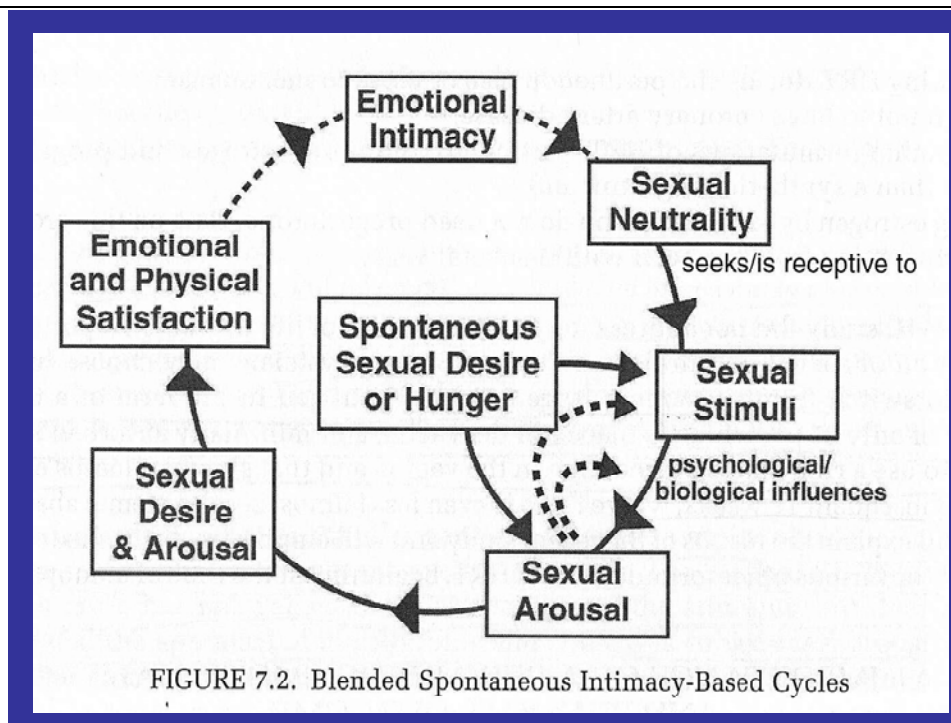 Emotional
Intimacy
Sexual
Neutrality
seeks/is receptive to
Emotional
and Physical
Satisfaction
Spontaneous
Sexual Desire
or Hunger
Sexual
Stimuli
psychological/
biological influences
Sexual
Desire
& Arousal
Sexual
Arousal
FIGURE 7.2. Blended Spontaneous Intimacy-Based Cycles